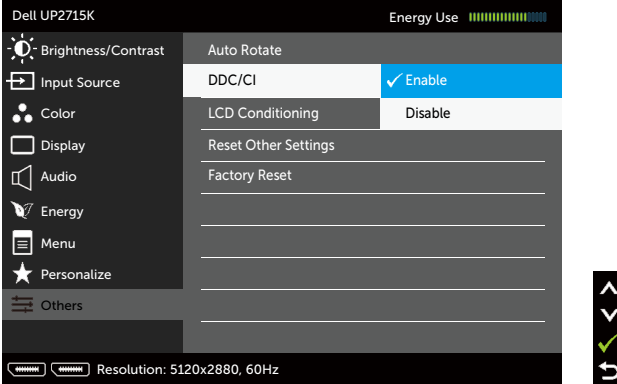 Dell UP2715K
Energy Use
Brightness/Contrast
Auto Rotate
Input Source
DDC/CI
Enable
Color
LCD Conditioning
Disable
Display
Reset Other Settings
Audio
Factory Reset
Energy
Menu
Personalize
Others
Resolution: 5120x2880, 60Hz